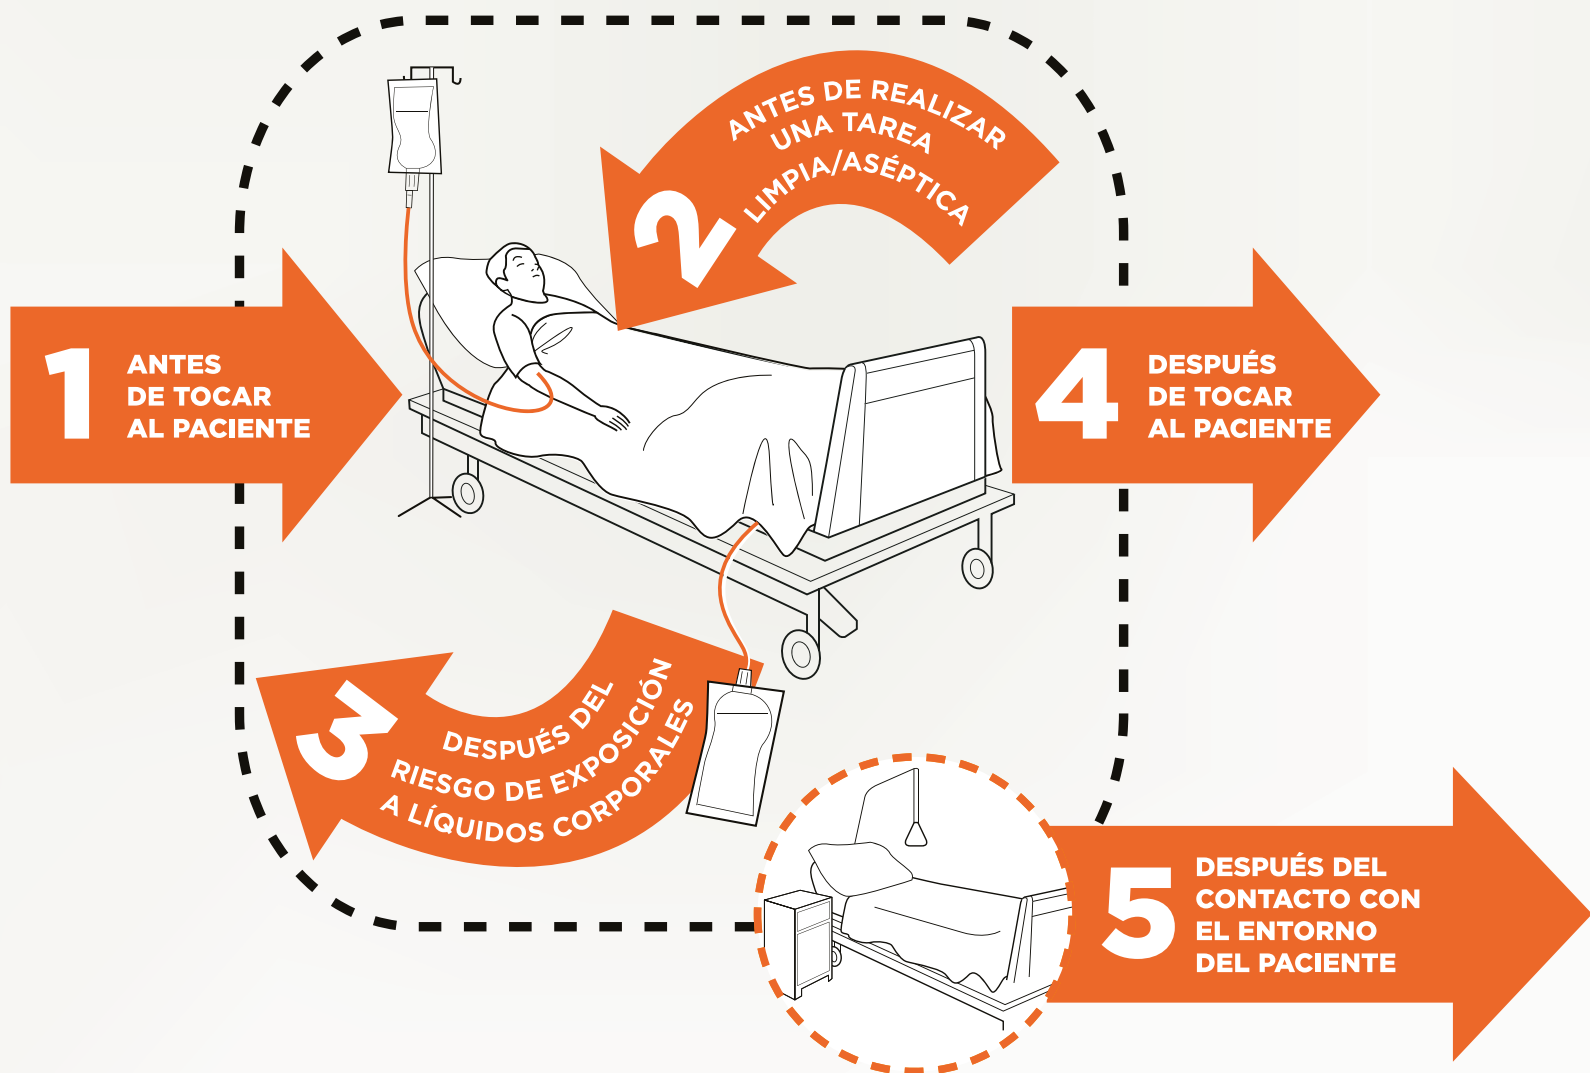 1
ANTES
DE TOCAR
AL PACIENTE
2
ANTES DE REALIZAR
UNA TAREA
LIMPIA/ASÉPTICA
3
DESPUÉS DEL
RIESGO DE EXPOSICIÓN
A LÍQUIDOS CORPORALES
4
DESPUÉS
DE TOCAR
AL PACIENTE
5
DESPUÉS DEL
CONTACTO CON
EL ENTORNO
DEL PACIENTE